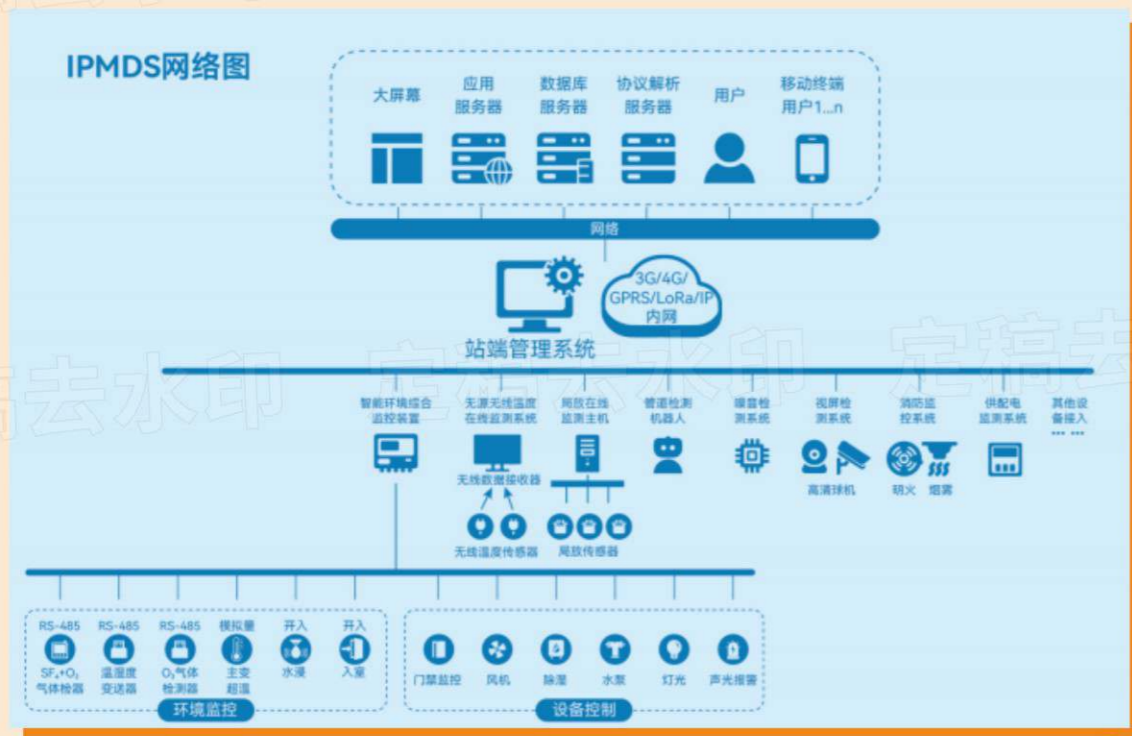 IPMDS网络图
大屏幕
应用
服务器
数据库
服务器
协议解析
服务器
用户
移动终端
用户1...n
网络
3G/4G/
GPRS/LoRa/IP
内网
站端管理系统
定稿去水印
智能环境综合
监控装置
无源无线温度
在线监测系统
局放在线
监测主机
管道检测
机器人
噪音检
测系统
视屏检
测系统
消防监
控系统
供配电
监测系统
其他设
备接入
... ...
无线数据接收器
高清球机
明火
烟雾
无线温度传感器
局放传感器
RS-485
SF₆+O₃
气体检器
RS-485
温湿度
变送器
RS-485
O₃气体
检测器
模拟量
主变
超温
开入
水浸
开入
入室
环境监控
门禁监控
风机
除湿
水泵
灯光
声光报警
设备控制